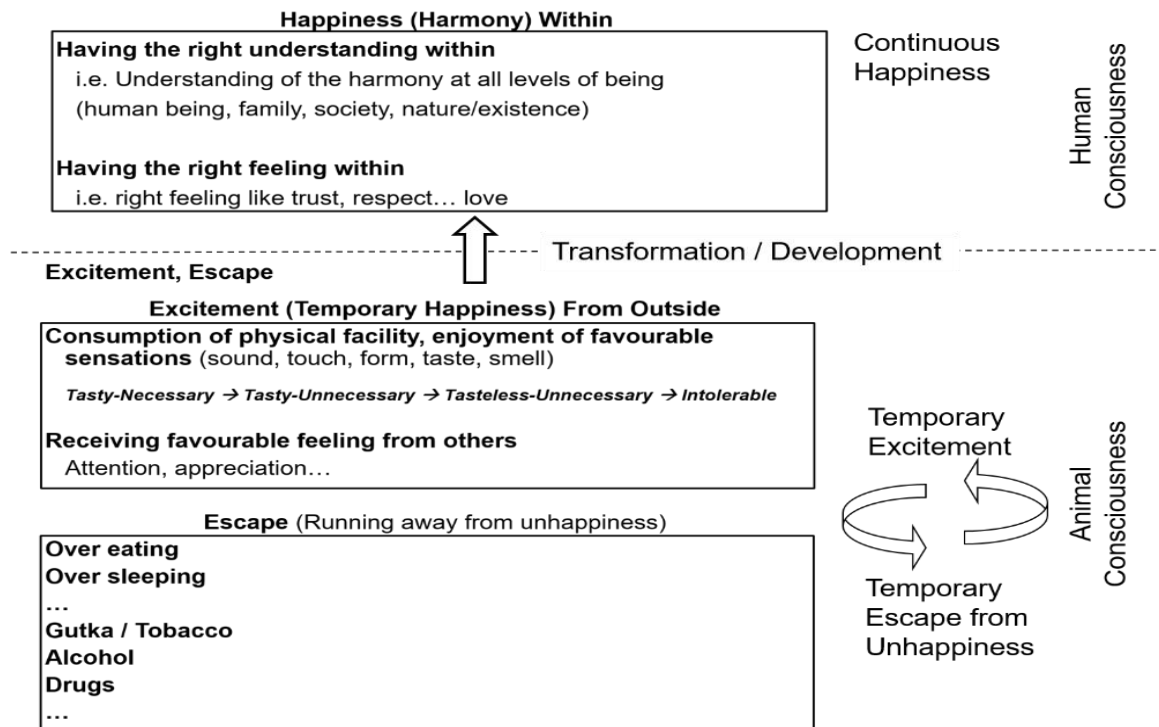 Happiness (Harmony) Within
Having the right understanding within
i.e. Understanding of the harmony at all levels of being
(human being, family, society, nature/existence)
Having the right feeling within
i.e. right feeling like trust, respect… love
Continuous
Happiness
Human
Consciousness
Transformation / Development
Excitement, Escape
Excitement (Temporary Happiness) From Outside
Consumption of physical facility, enjoyment of favourable
sensations (sound, touch, form, taste, smell)
Tasty-Necessary → Tasty-Unnecessary → Tasteless-Unnecessary → Intolerable
Receiving favourable feeling from others
Attention, appreciation…
Escape (Running away from unhappiness)
Over eating
Over sleeping
…
Gutka / Tobacco
Alcohol
Drugs
…
Temporary
Excitement
Temporary
Escape from
Unhappiness
Animal
Consciousness